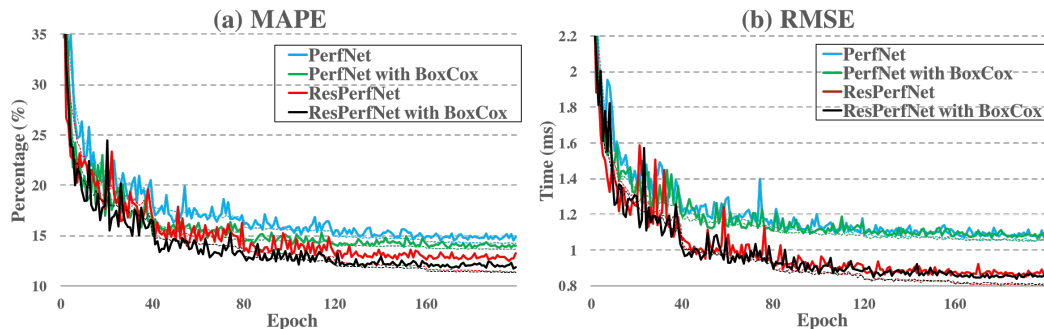 (a) MAPE
35
30
25
20
15
10
Percentage (%)
PerfNet
PerfNet with BoxCox
ResPerfNet
ResPerfNet with BoxCox
0
40
80
120
160
Epoch
(b) RMSE
2.2
2
1.8
1.6
1.4
1.2
1
0.8
Time (ms)
PerfNet
PerfNet with BoxCox
ResPerfNet
ResPerfNet with BoxCox
0
40
80
120
160
Epoch